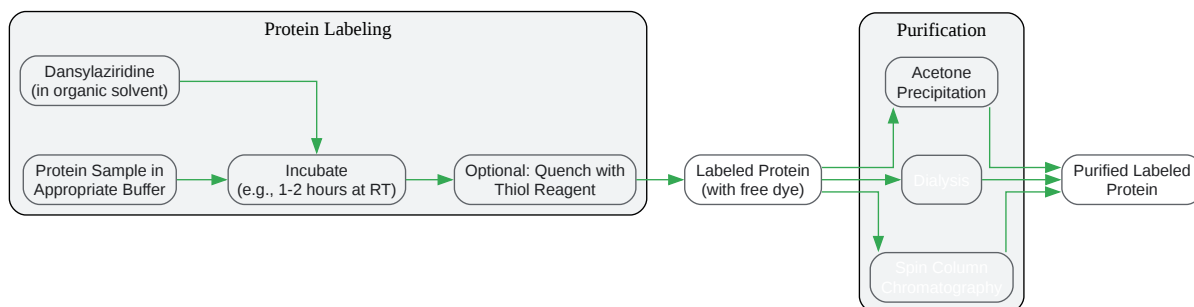 Protein Labeling
Dansylaziridine
(in organic solvent)
Protein Sample in
Appropriate Buffer
Incubate
(e.g., 1-2 hours at RT)
Optional: Quench with
Thiol Reagent
Labeled Protein
(with free dye)
Purification
Acetone
Precipitation
Dialysis
Spin Column
Chromatography
Purified Labeled
Protein